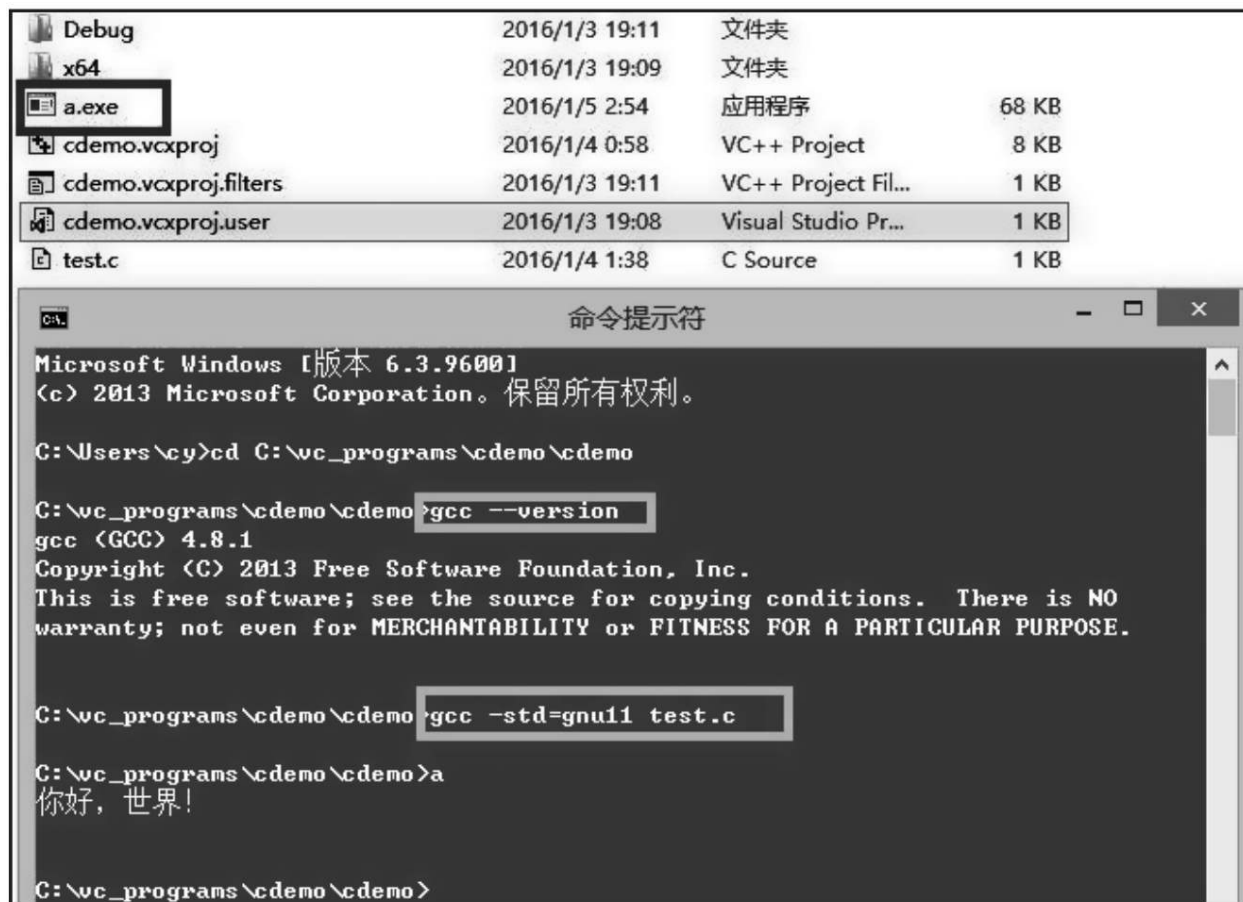 Debug 2016/1/3 19:11 文件夹
x64 2016/1/3 19:09 文件夹
a.exe 2016/1/5 2:54 应用程序 68 KB
cdemo.vcxproj 2016/1/4 0:58 VC++ Project 8 KB
cdemo.vcxproj.filters 2016/1/3 19:11 VC++ Project Fil... 1 KB
cdemo.vcxproj.user 2016/1/3 19:08 Visual Studio Pr... 1 KB
test.c 2016/1/4 1:38 C Source 1 KB
命令提示符
Microsoft Windows [版本 6.3.9600]
(c) 2013 Microsoft Corporation。保留所有权利。
C:\Users\cy>cd C:\vc_programs\cdemo\cdemo
C:\vc_programs\cdemo\cdemo>gcc --version
gcc (GCC) 4.8.1
Copyright (C) 2013 Free Software Foundation, Inc.
This is free software; see the source for copying conditions.  There is NO
warranty; not even for MERCHANTABILITY or FITNESS FOR A PARTICULAR PURPOSE.
C:\vc_programs\cdemo\cdemo>gcc -std=gnu11 test.c
C:\vc_programs\cdemo\cdemo>a
你好，世界!
C:\vc_programs\cdemo\cdemo>